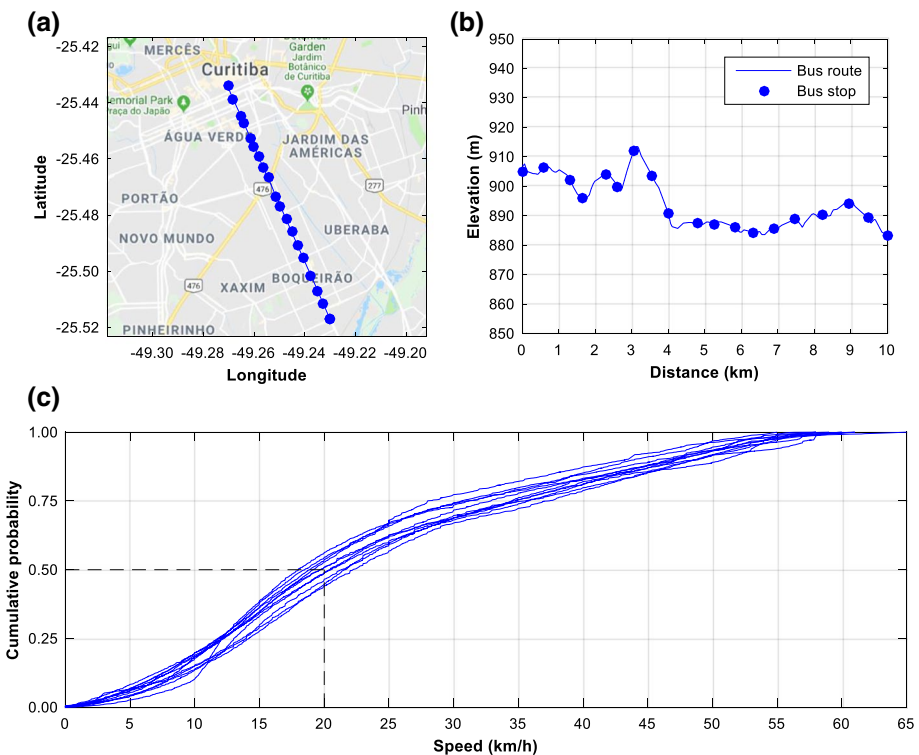 (a)
-25.42
-25.44
-25.46
-25.48
-25.50
-25.52
Latitude
MERCÊS
Garden
Jardim
Botânico
de Curitiba
Curitiba
emorial Park
Praça do Japão
Pinh
ÁGUA VERD
JARDIM DAS
AMÉRICAS
476
277
PORTÃO
UBERABA
NOVO MUNDO
BOQUEIRÃO
476
XAXIM
PINHEIRINHO
-49.30
-49.28
-49.26
-49.24
-49.22
-49.20
Longitude
(b)
950
940
930
920
910
900
890
880
870
860
850
Elevation (m)
Bus route
Bus stop
0 1 2 3 4 5 6 7 8 9 10
Distance (km)
(c)
1.00
0.75
0.50
0.25
0.00
Cumulative probability
0 5 10 15 20 25 30 35 40 45 50 55 60 65
Speed (km/h)